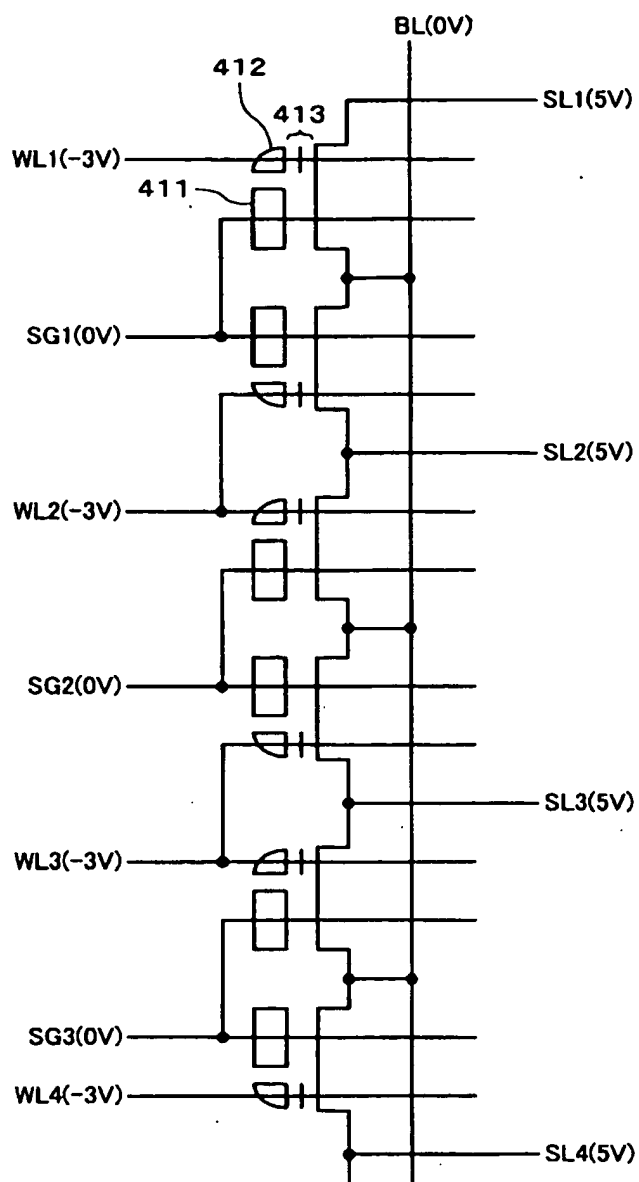 BL(0V)
412
SL1(5V)
413
WL1(-3V)
411
SG1(0V)
SL2(5V)
WL2(-3V)
SG2(0V)
SL3(5V)
WL3(-3V)
SG3(0V)
WL4(-3V)
SL4(5V)